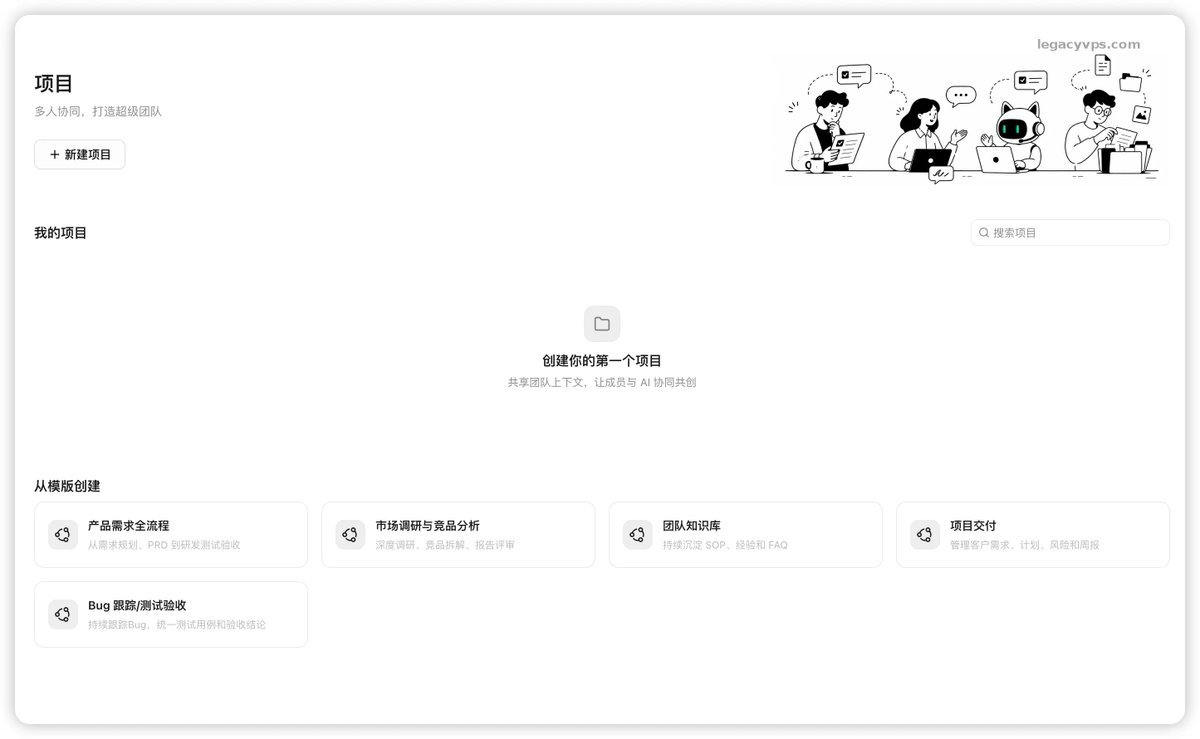 legacyvps.com
项目
多人协同，打造超级团队
+ 新建项目
我的项目
搜索项目
创建你的第一个项目
共享团队上下文，让成员与 AI 协同共创
从模版创建
产品需求全流程
从需求规划、PRD 到研发测试验收
市场调研与竞品分析
深度调研、竞品拆解、报告评审
团队知识库
持续沉淀 SOP、经验和 FAQ
项目交付
管理客户需求、计划、风险和周报
Bug 跟踪/测试验收
持续跟踪Bug，统一测试用例和验收结论